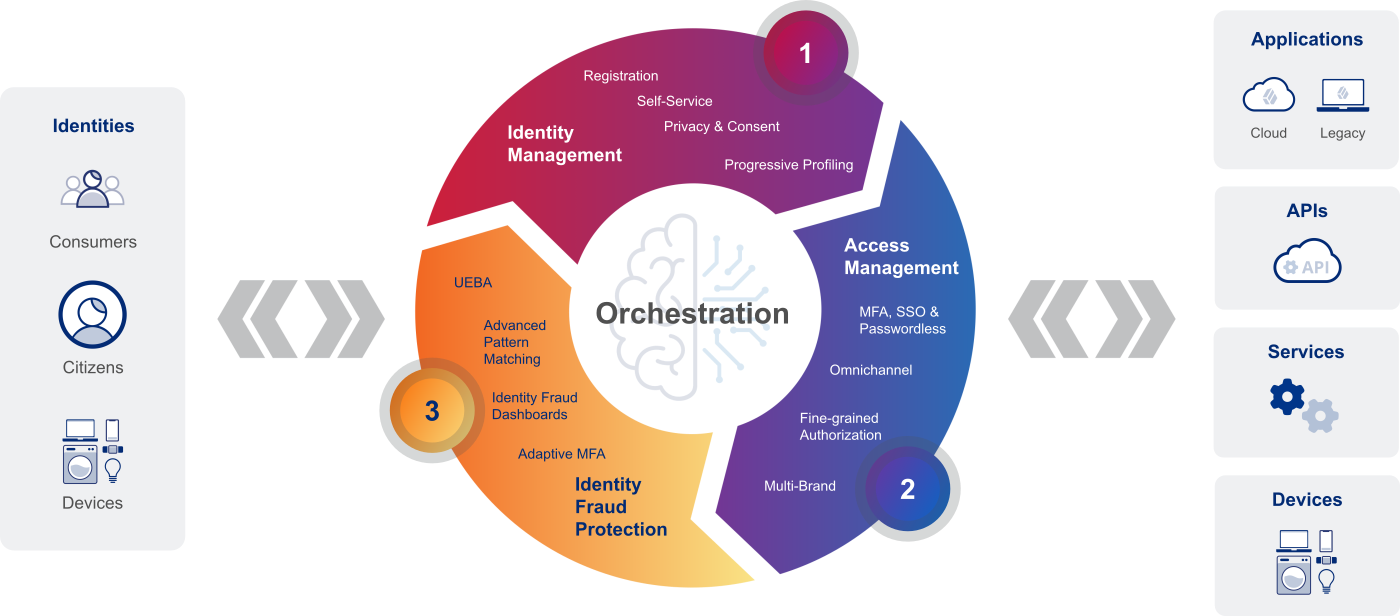 Identities
Consumers
Citizens
Devices
1
Registration
Self-Service
Privacy & Consent
Progressive Profiling
Identity
Management
Access
Management
MFA, SSO &
Passwordless
Omnichannel
Fine-grained
Authorization
Multi-Brand
2
UEBA
Advanced
Pattern
Matching
Identity Fraud
Dashboards
Adaptive MFA
Identity
Fraud
Protection
3
Orchestration
Applications
Cloud
Legacy
APIs
API
Services
Devices